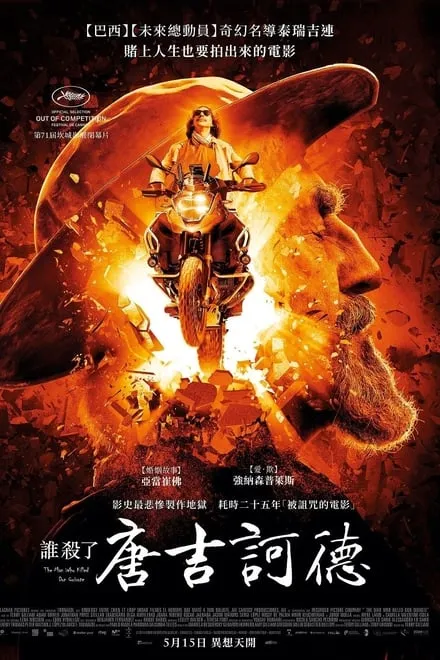 【巴西】【未來總動員】奇幻名導泰瑞吉連
賭上人生也要拍出來的電影
OFFICIAL SELECTION
OUT OF COMPETITION
FESTIVAL DE CANNES
第71屆坎城影展閉幕片
【婚姻故事】
亞當崔佛
【愛·欺】
強納森普萊斯
影史最悲慘製作地獄 耗時二十五年「被詛咒的電影」
誰殺了
The Man Who Killed
Don Quixote
唐吉訶德
5月15日 異想天開